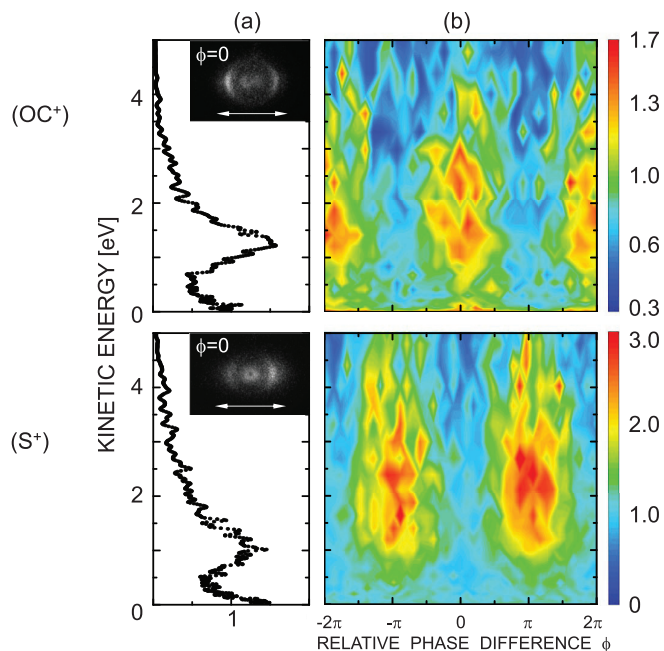 (a) (b)
(OC⁺)
(S⁺)
KINETIC ENERGY [eV]
ϕ=0
4
2
0
1.7
1.3
1.0
0.6
0.3
ϕ=0
4
2
0
1
3.0
2.0
1.0
0
-2π -π 0 π 2π
RELATIVE PHASE DIFFERENCE ϕ